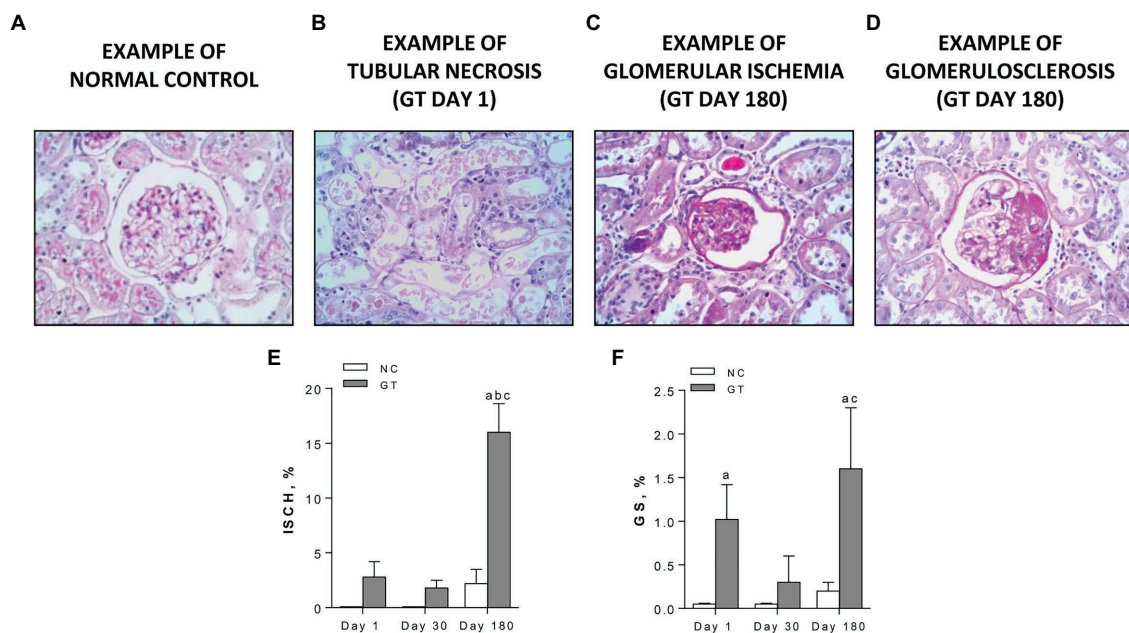 A
EXAMPLE OF
NORMAL CONTROL
B
EXAMPLE OF
TUBULAR NECROSIS
(GT DAY 1)
C
EXAMPLE OF
GLOMERULAR ISCHEMIA
(GT DAY 180)
D
EXAMPLE OF
GLOMERULOSCLEROSIS
(GT DAY 180)
E
NC
GT
ISCH, %
20
15
10
5
0
abc
Day 1 Day 30 Day 180
F
NC
GT
GS, %
2.5
2.0
1.5
1.0
0.5
0.0
a
ac
Day 1 Day 30 Day 180